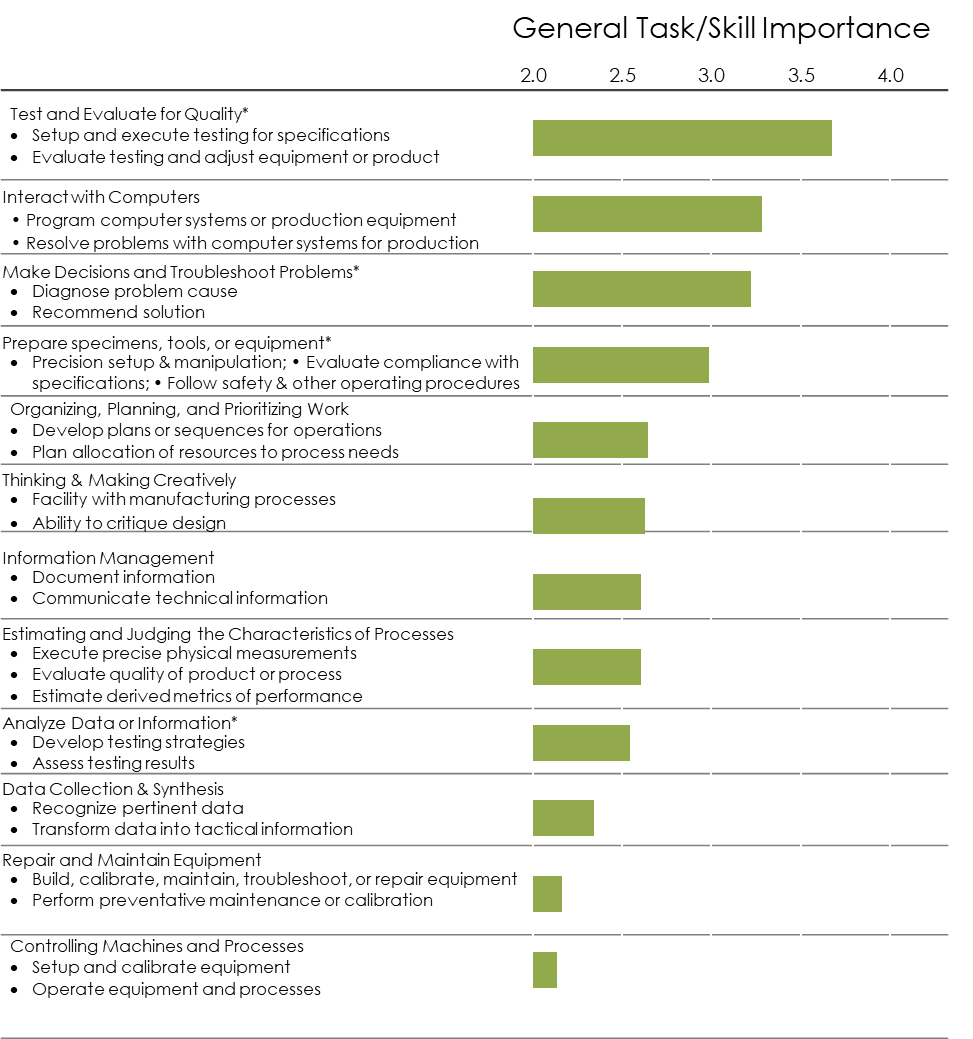 General Task/Skill Importance
2.0 2.5 3.0 3.5 4.0
Test and Evaluate for Quality*
• Setup and execute testing for specifications
• Evaluate testing and adjust equipment or product
Interact with Computers
• Program computer systems or production equipment
• Resolve problems with computer systems for production
Make Decisions and Troubleshoot Problems*
• Diagnose problem cause
• Recommend solution
Prepare specimens, tools, or equipment*
• Precision setup & manipulation; • Evaluate compliance with
specifications; • Follow safety & other operating procedures
Organizing, Planning, and Prioritizing Work
• Develop plans or sequences for operations
• Plan allocation of resources to process needs
Thinking & Making Creatively
• Facility with manufacturing processes
• Ability to critique design
Information Management
• Document information
• Communicate technical information
Estimating and Judging the Characteristics of Processes
• Execute precise physical measurements
• Evaluate quality of product or process
• Estimate derived metrics of performance
Analyze Data or Information*
• Develop testing strategies
• Assess testing results
Data Collection & Synthesis
• Recognize pertinent data
• Transform data into tactical information
Repair and Maintain Equipment
• Build, calibrate, maintain, troubleshoot, or repair equipment
• Perform preventative maintenance or calibration
Controlling Machines and Processes
• Setup and calibrate equipment
• Operate equipment and processes